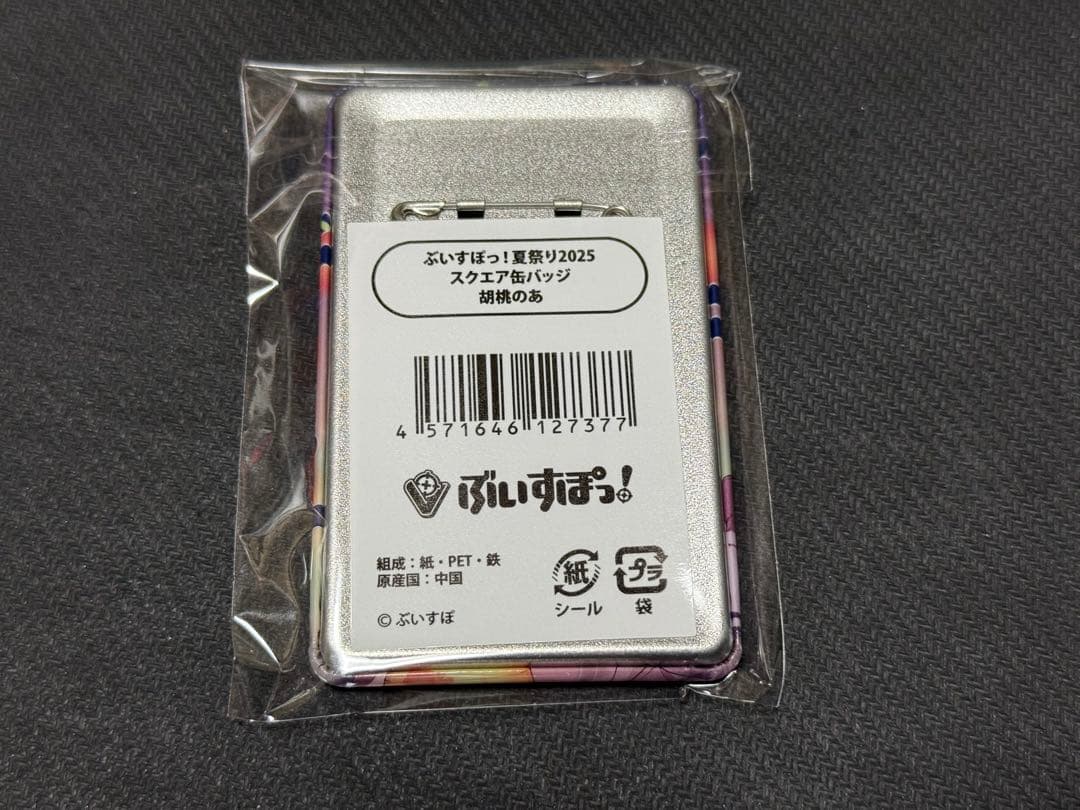 ぶいすぽっ!夏祭り2025
スクエア缶バッジ
胡桃のあ
4 571646 127377
ぶいすぽっ!
組成:紙・PET・鉄
原産国:中国
©ぶいすぽ
紙
シール
プラ
袋